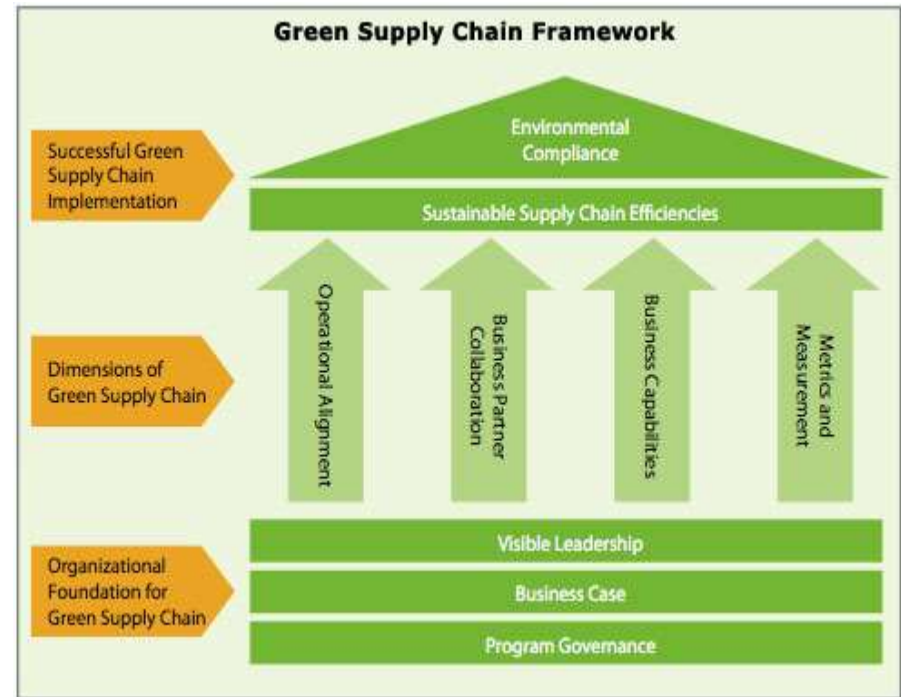 Green Supply Chain Framework
Successful Green
Supply Chain
Implementation
Environmental
Compliance
Sustainable Supply Chain Efficiencies
Dimensions of
Green Supply Chain
Operational Alignment
Business Partner
Collaboration
Business Capabilities
Metrics and
Measurement
Organizational
Foundation for
Green Supply Chain
Visible Leadership
Business Case
Program Governance